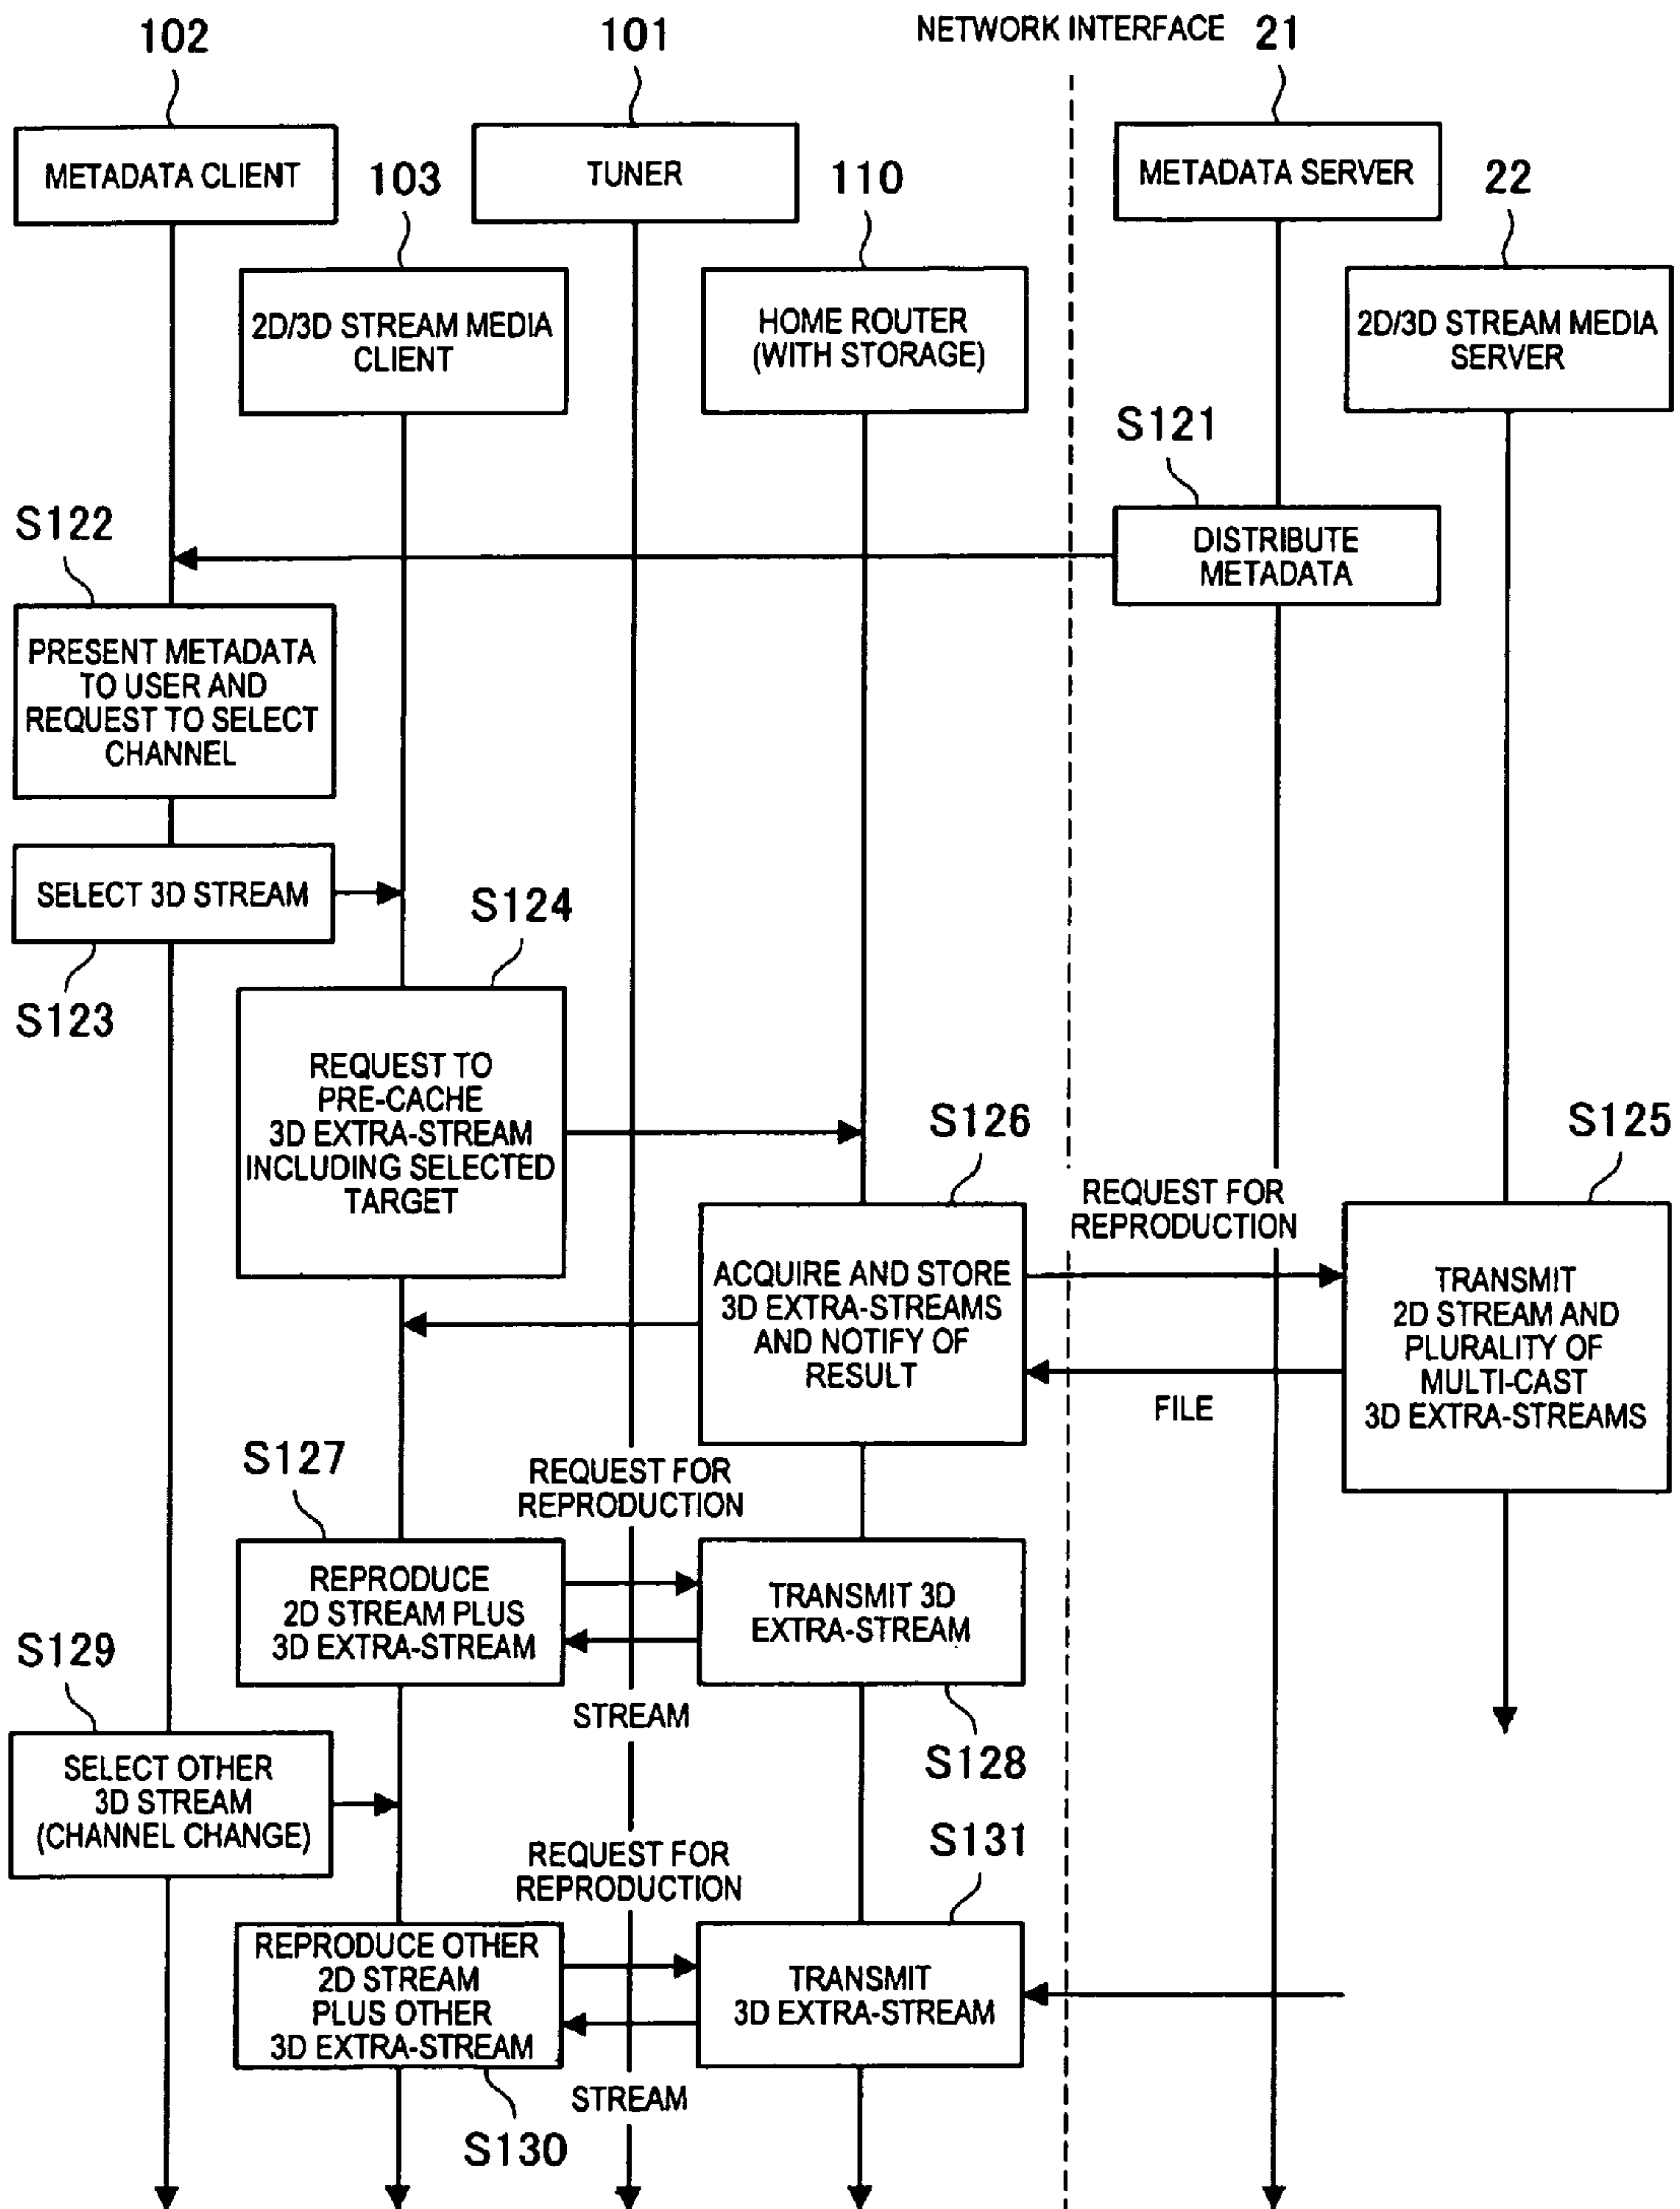 NETWORK INTERFACE
102
101
21
METADATA CLIENT
103
TUNER
110
METADATA SERVER
22
2D/3D STREAM MEDIA
CLIENT
HOME ROUTER
(WITH STORAGE)
2D/3D STREAM MEDIA
SERVER
S121
DISTRIBUTE
METADATA
S122
PRESENT METADATA
TO USER AND
REQUEST TO SELECT
CHANNEL
SELECT 3D STREAM
S123
S124
REQUEST TO
PRE-CACHE
3D EXTRA-STREAM
INCLUDING SELECTED
TARGET
S126
ACQUIRE AND STORE
3D EXTRA-STREAMS
AND NOTIFY OF
RESULT
REQUEST FOR
REPRODUCTION
FILE
S125
TRANSMIT
2D STREAM AND
PLURALITY OF
MULTI-CAST
3D EXTRA-STREAMS
S127
REQUEST FOR
REPRODUCTION
REPRODUCE
2D STREAM PLUS
3D EXTRA-STREAM
TRANSMIT 3D
EXTRA-STREAM
STREAM
S128
S129
SELECT OTHER
3D STREAM
(CHANNEL CHANGE)
REQUEST FOR
REPRODUCTION
S131
REPRODUCE OTHER
2D STREAM
PLUS OTHER
3D EXTRA-STREAM
TRANSMIT
3D EXTRA-STREAM
STREAM
S130